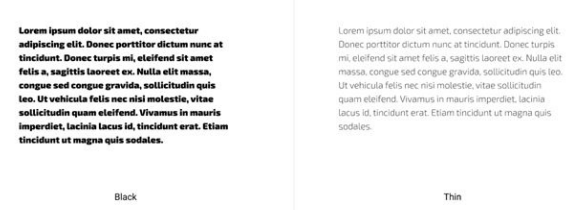 Lorem ipsum dolor sit amet, consectetur
adipiscing elit. Donec porttitor dictum nunc at
tincidunt. Donec turpis mi, eleifend sit amet
felis a, sagittis laoreet ex. Nulla elit massa,
congue sed congue gravida, sollicitudin quis
leo. Ut vehicula felis nec nisi molestie, vitae
sollicitudin quam eleifend. Vivamus in mauris
imperdiet, lacinia lacus id, tincidunt erat. Etiam
tincidunt ut magna quis sodales.
Black
Lorem ipsum dolor sit amet, consectetur adipiscing elit.
Donec porttitor dictum nunc at tincidunt. Donec turpis
mi, eleifend sit amet felis a, sagittis laoreet ex. Nulla elit
massa, congue sed congue gravida, sollicitudin quis leo.
Ut vehicula felis nec nisi molestie, vitae sollicitudin
quam eleifend. Vivamus in mauris imperdiet, lacinia
lacus id, tincidunt erat. Etiam tincidunt ut magna quis
sodales.
Thin